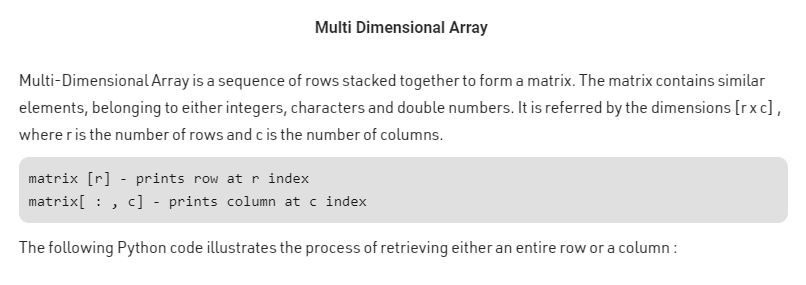 Multi Dimensional Array
Multi-Dimensional Array is a sequence of rows stacked together to form a matrix. The matrix contains similar
elements, belonging to either integers, characters and double numbers. It is referred by the dimensions [r x c] ,
where r is the number of rows and c is the number of columns.
matrix [r] - prints row at r index
matrix[ : , c] - prints column at c index
The following Python code illustrates the process of retrieving either an entire row or a column :